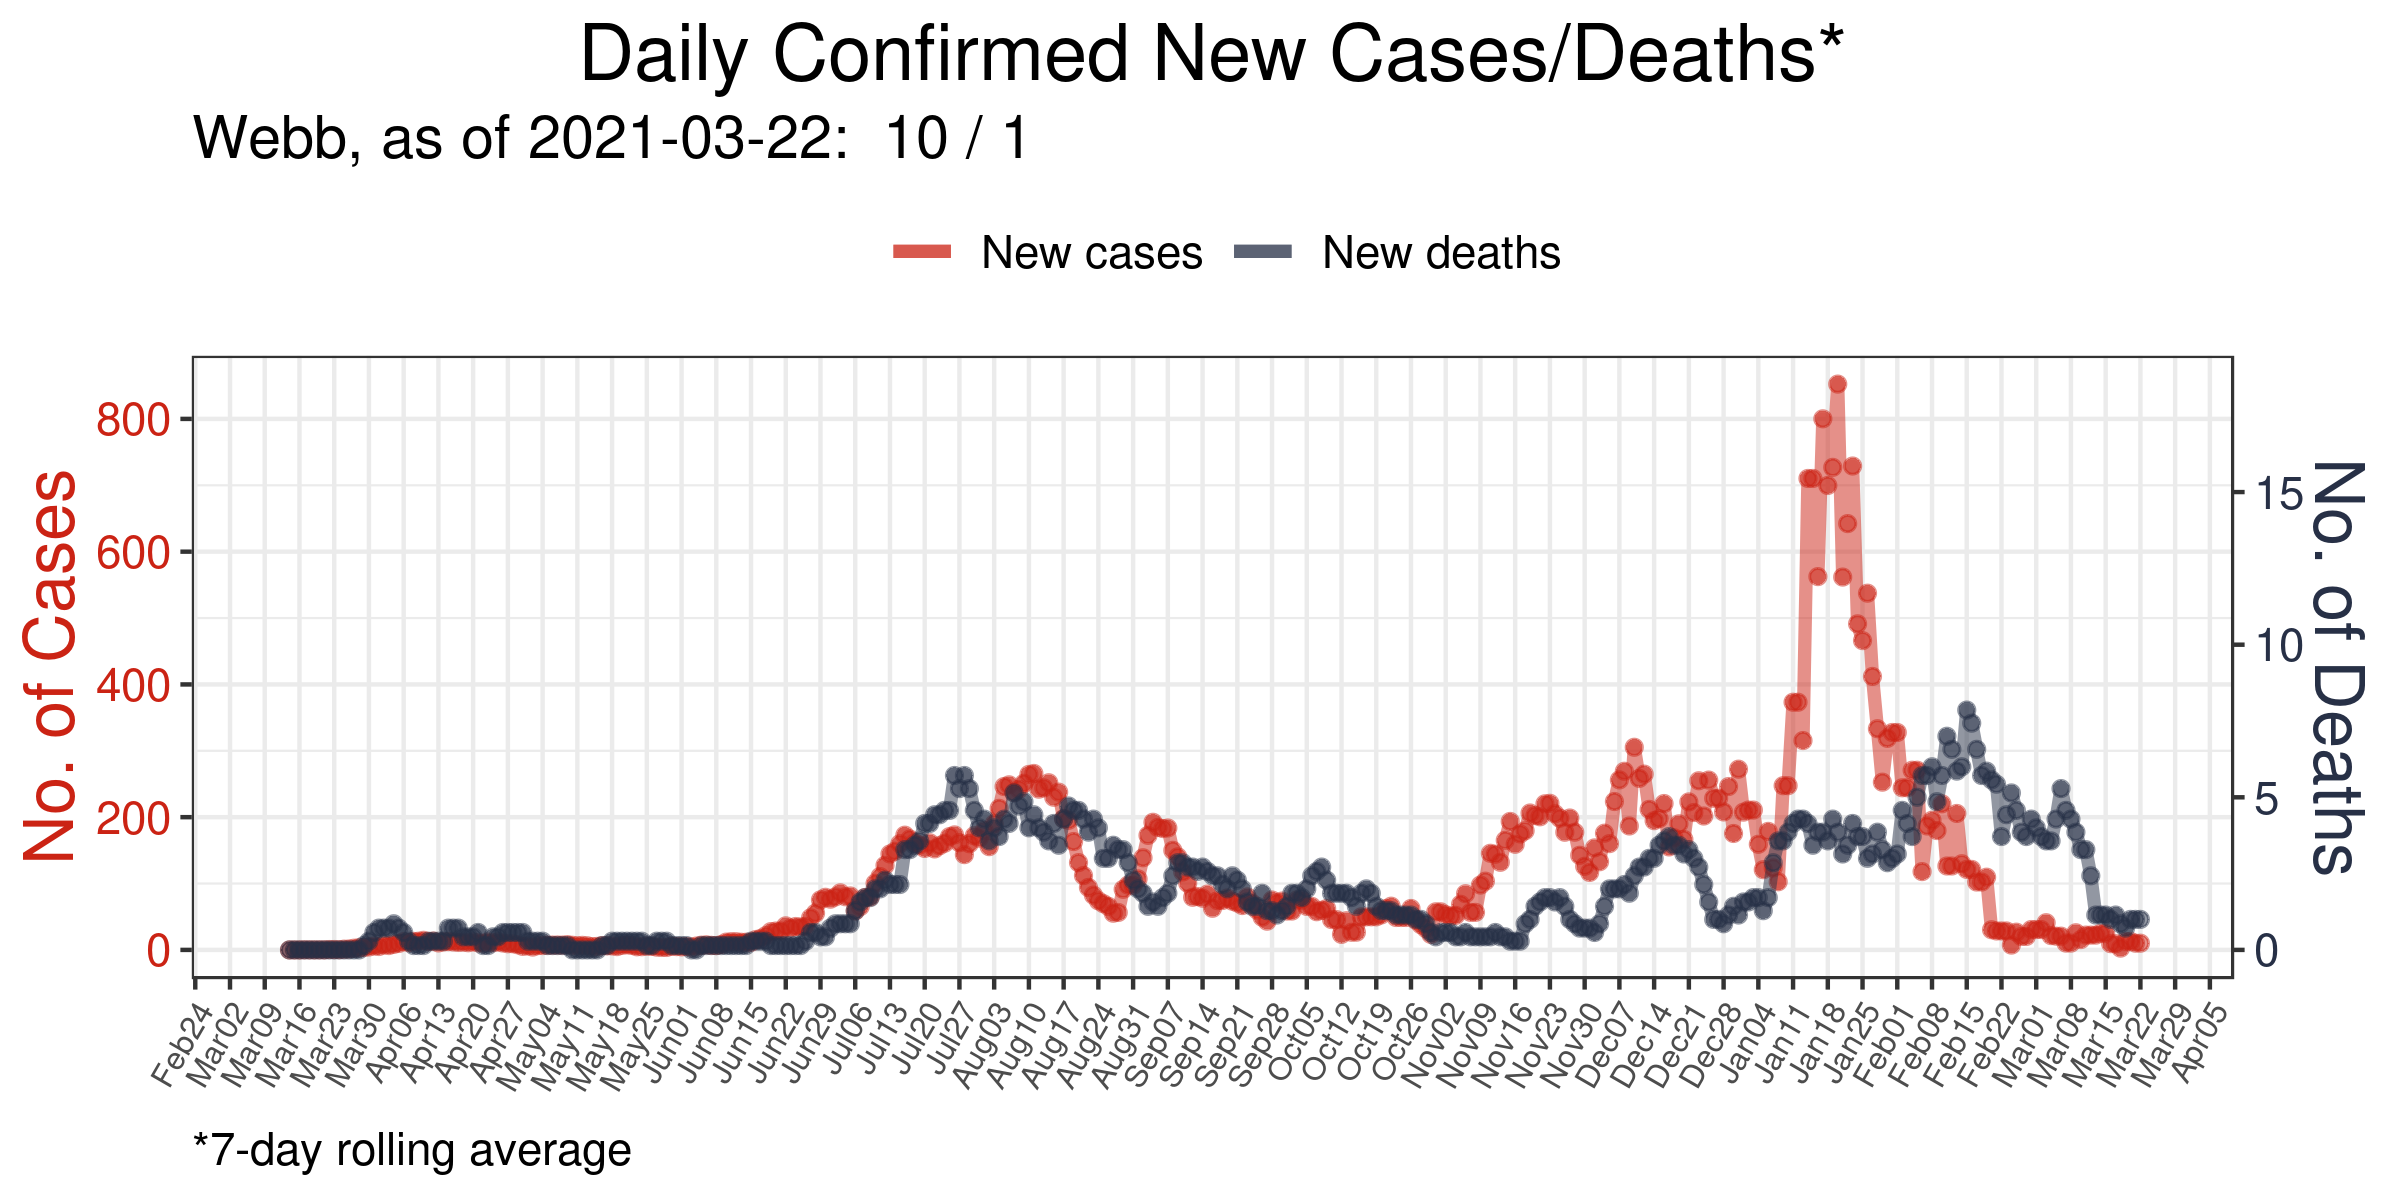 Daily Confirmed New Cases/Deaths*
Webb, as of 2021-03-22:  10 / 1
New cases
New deaths
No. of Cases
800
600
400
200
0
No. of Deaths
15
10
5
0
Feb24
Mar02
Mar09
Mar16
Mar23
Mar30
Apr06
Apr13
Apr20
Apr27
May04
May11
May18
May25
Jun01
Jun08
Jun15
Jun22
Jun29
Jul06
Jul13
Jul20
Jul27
Aug03
Aug10
Aug17
Aug24
Aug31
Sep07
Sep14
Sep21
Sep28
Oct05
Oct12
Oct19
Oct26
Nov02
Nov09
Nov16
Nov23
Nov30
Dec07
Dec14
Dec21
Dec28
Jan04
Jan11
Jan18
Jan25
Feb01
Feb08
Feb15
Feb22
Mar01
Mar08
Mar15
Mar22
Mar29
Apr05
*7-day rolling average